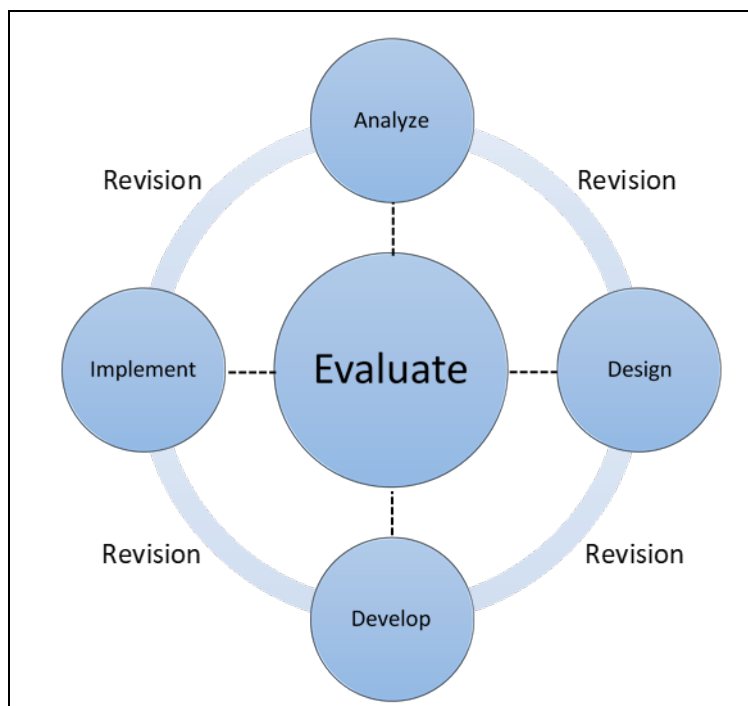 Analyze
Revision
Revision
Implement
Evaluate
Design
Revision
Revision
Develop